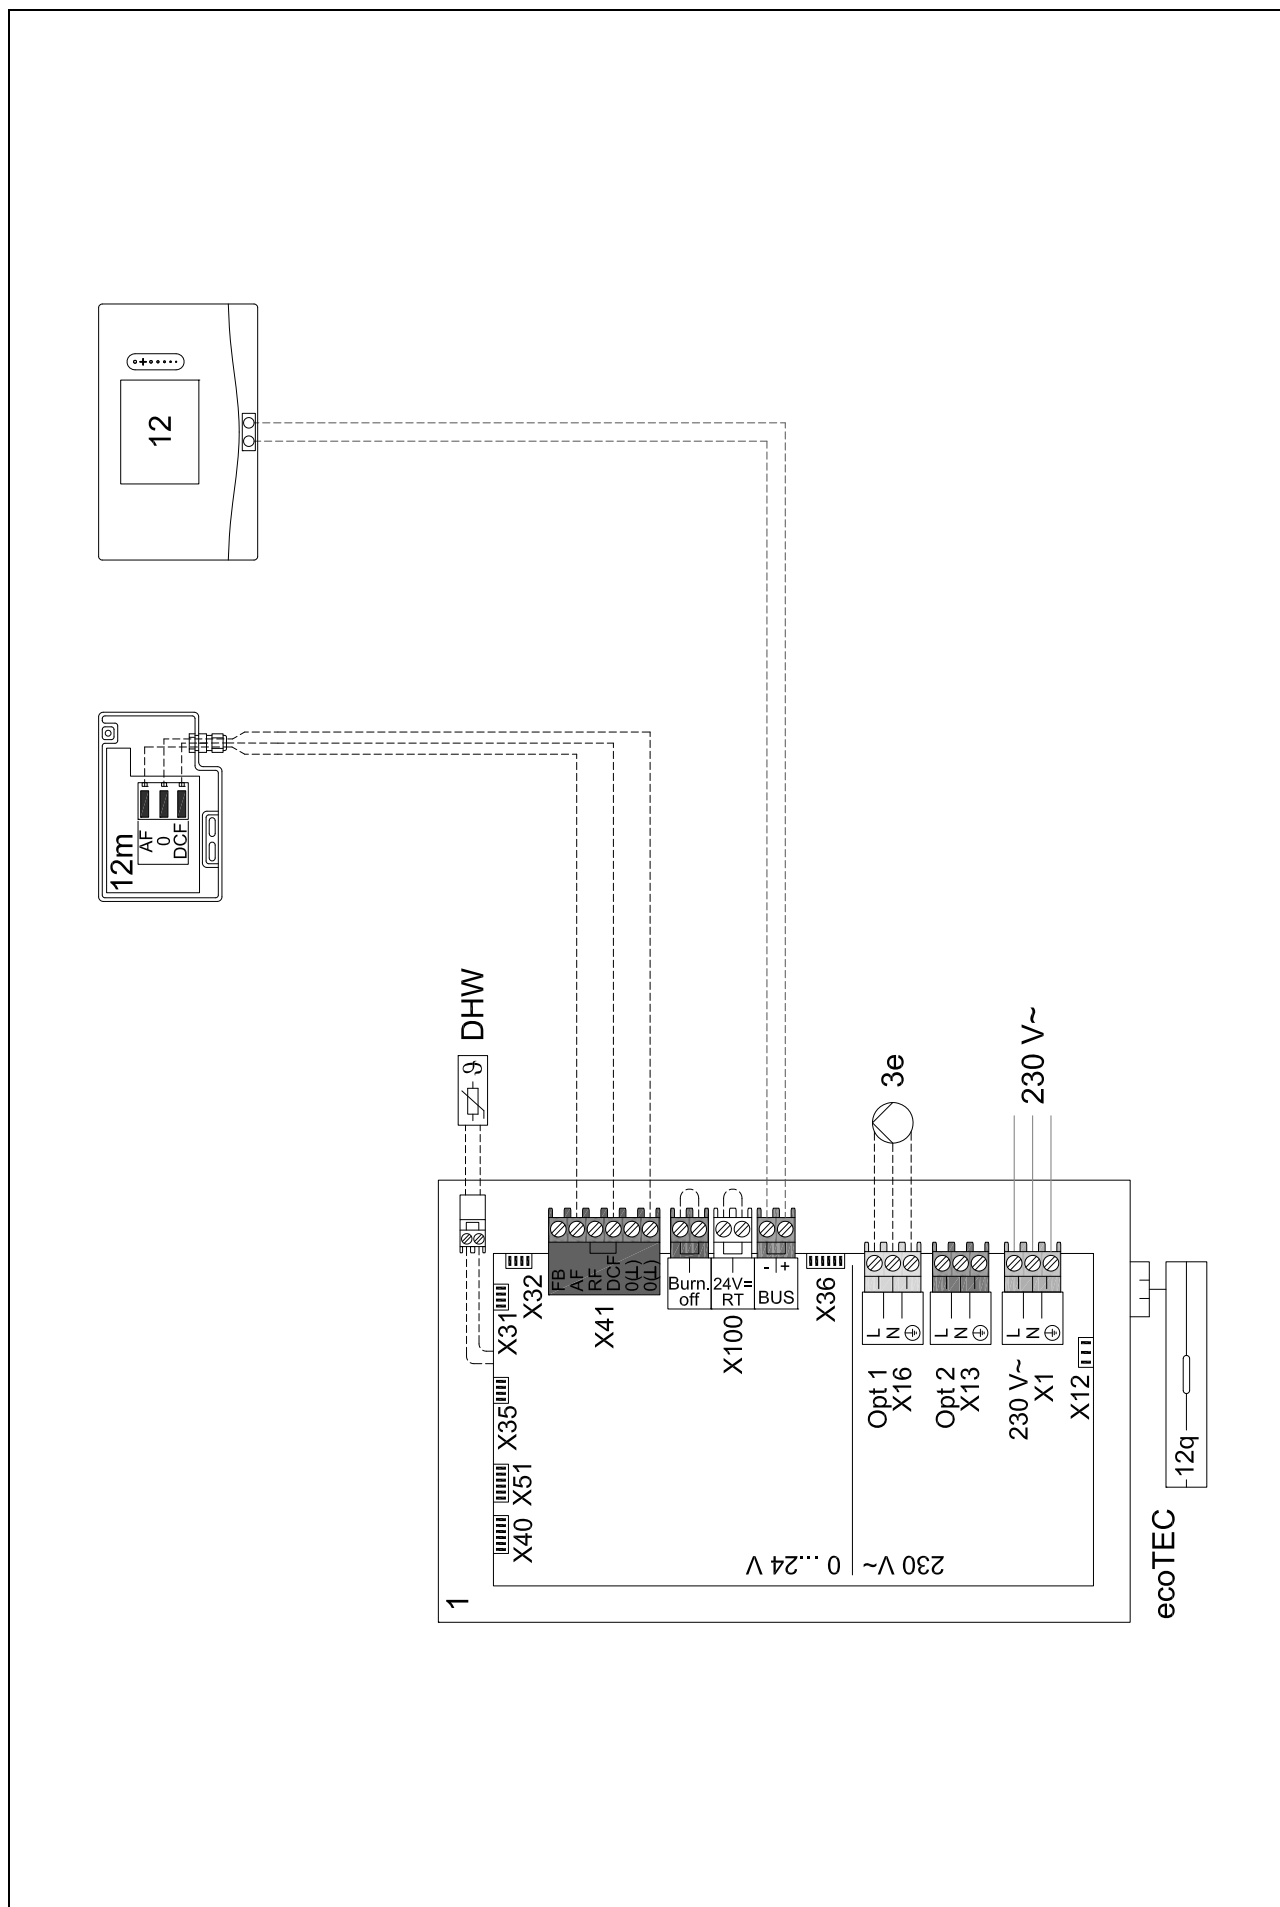 12
12m
AF
0
DCF
DHW
ϑ
3e
230 V~
1
X31
X32
X35
X51
X40
FB
AF
RF
DCF
0(⊥)
0(⊥)
X41
Burn.
off
24V=
RT
X100
- +
BUS
X36
0...24 V
230 V~
L
N
Opt 1
X16
L
N
Opt 2
X13
L
N
230 V~
X1
X12
12q
ecoTEC